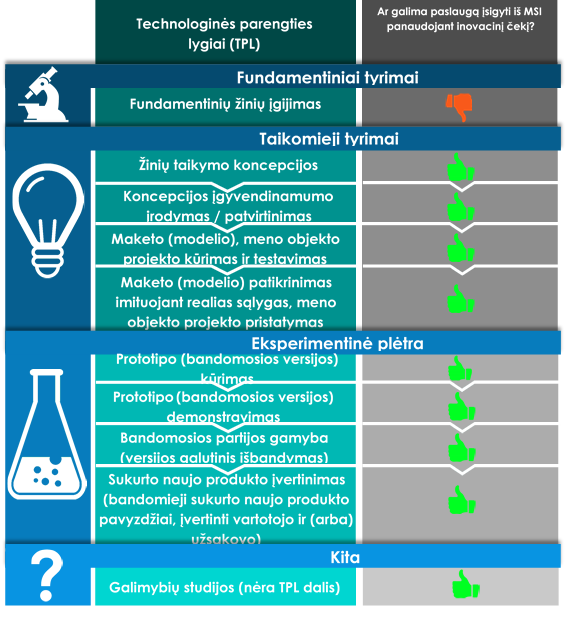 Technologinės parengties
lygiai (TPL)
Ar galima paslaugą įsigyti iš MSI
panaudojant inovacinį čekį?
Fundamentiniai tyrimai
Fundamentinių žinių įgijimas
Taikomieji tyrimai
Žinių taikymo koncepcijos
Koncepcijos įgyvendinamumo
įrodymas / patvirtinimas
Maketo (modelio), meno objekto
projekto kūrimas ir testavimas
Maketo (modelio) patikrinimas
imituojant realias sąlygas, meno
objekto projekto pristatymas
Eksperimentinė plėtra
Prototipo (bandomosios versijos)
kūrimas
Prototipo (bandomosios versijos)
demonstravimas
Bandomosios partijos gamyba
(versijos galutinis išbandymas)
Sukurto naujo produkto įvertinimas
(bandomieji sukurto naujo produkto
pavyzdžiai, įvertinti vartotojo ir (arba)
užsakovo)
Kita
Galimybių studijos (nėra TPL dalis)
?